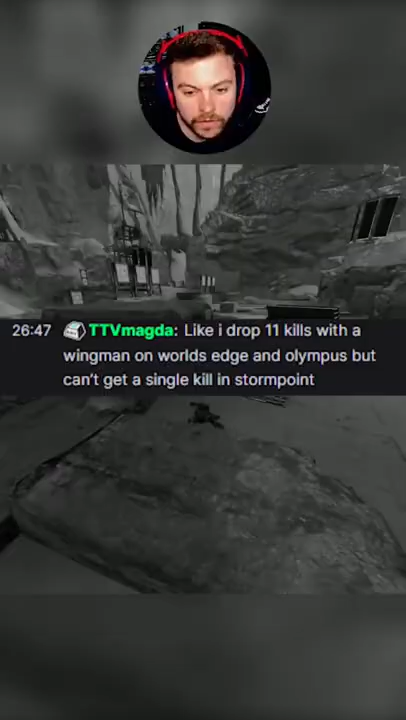 26:47 TTVmagda: Like i drop 11 kills with a
wingman on worlds edge and olympus but
can't get a single kill in stormpoint